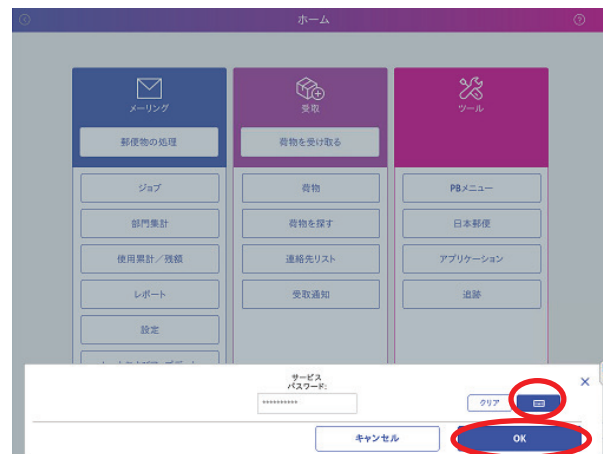 ホーム
メーリング
受取
ツール
郵便物の処理
荷物を受け取る
ジョブ
荷物
PBメニュー
部門集計
荷物を探す
日本郵便
使用累計／残額
連絡先リスト
アプリケーション
レポート
受取通知
追跡
設定
サービス
パスワード:
**********
クリア
キャンセル
OK